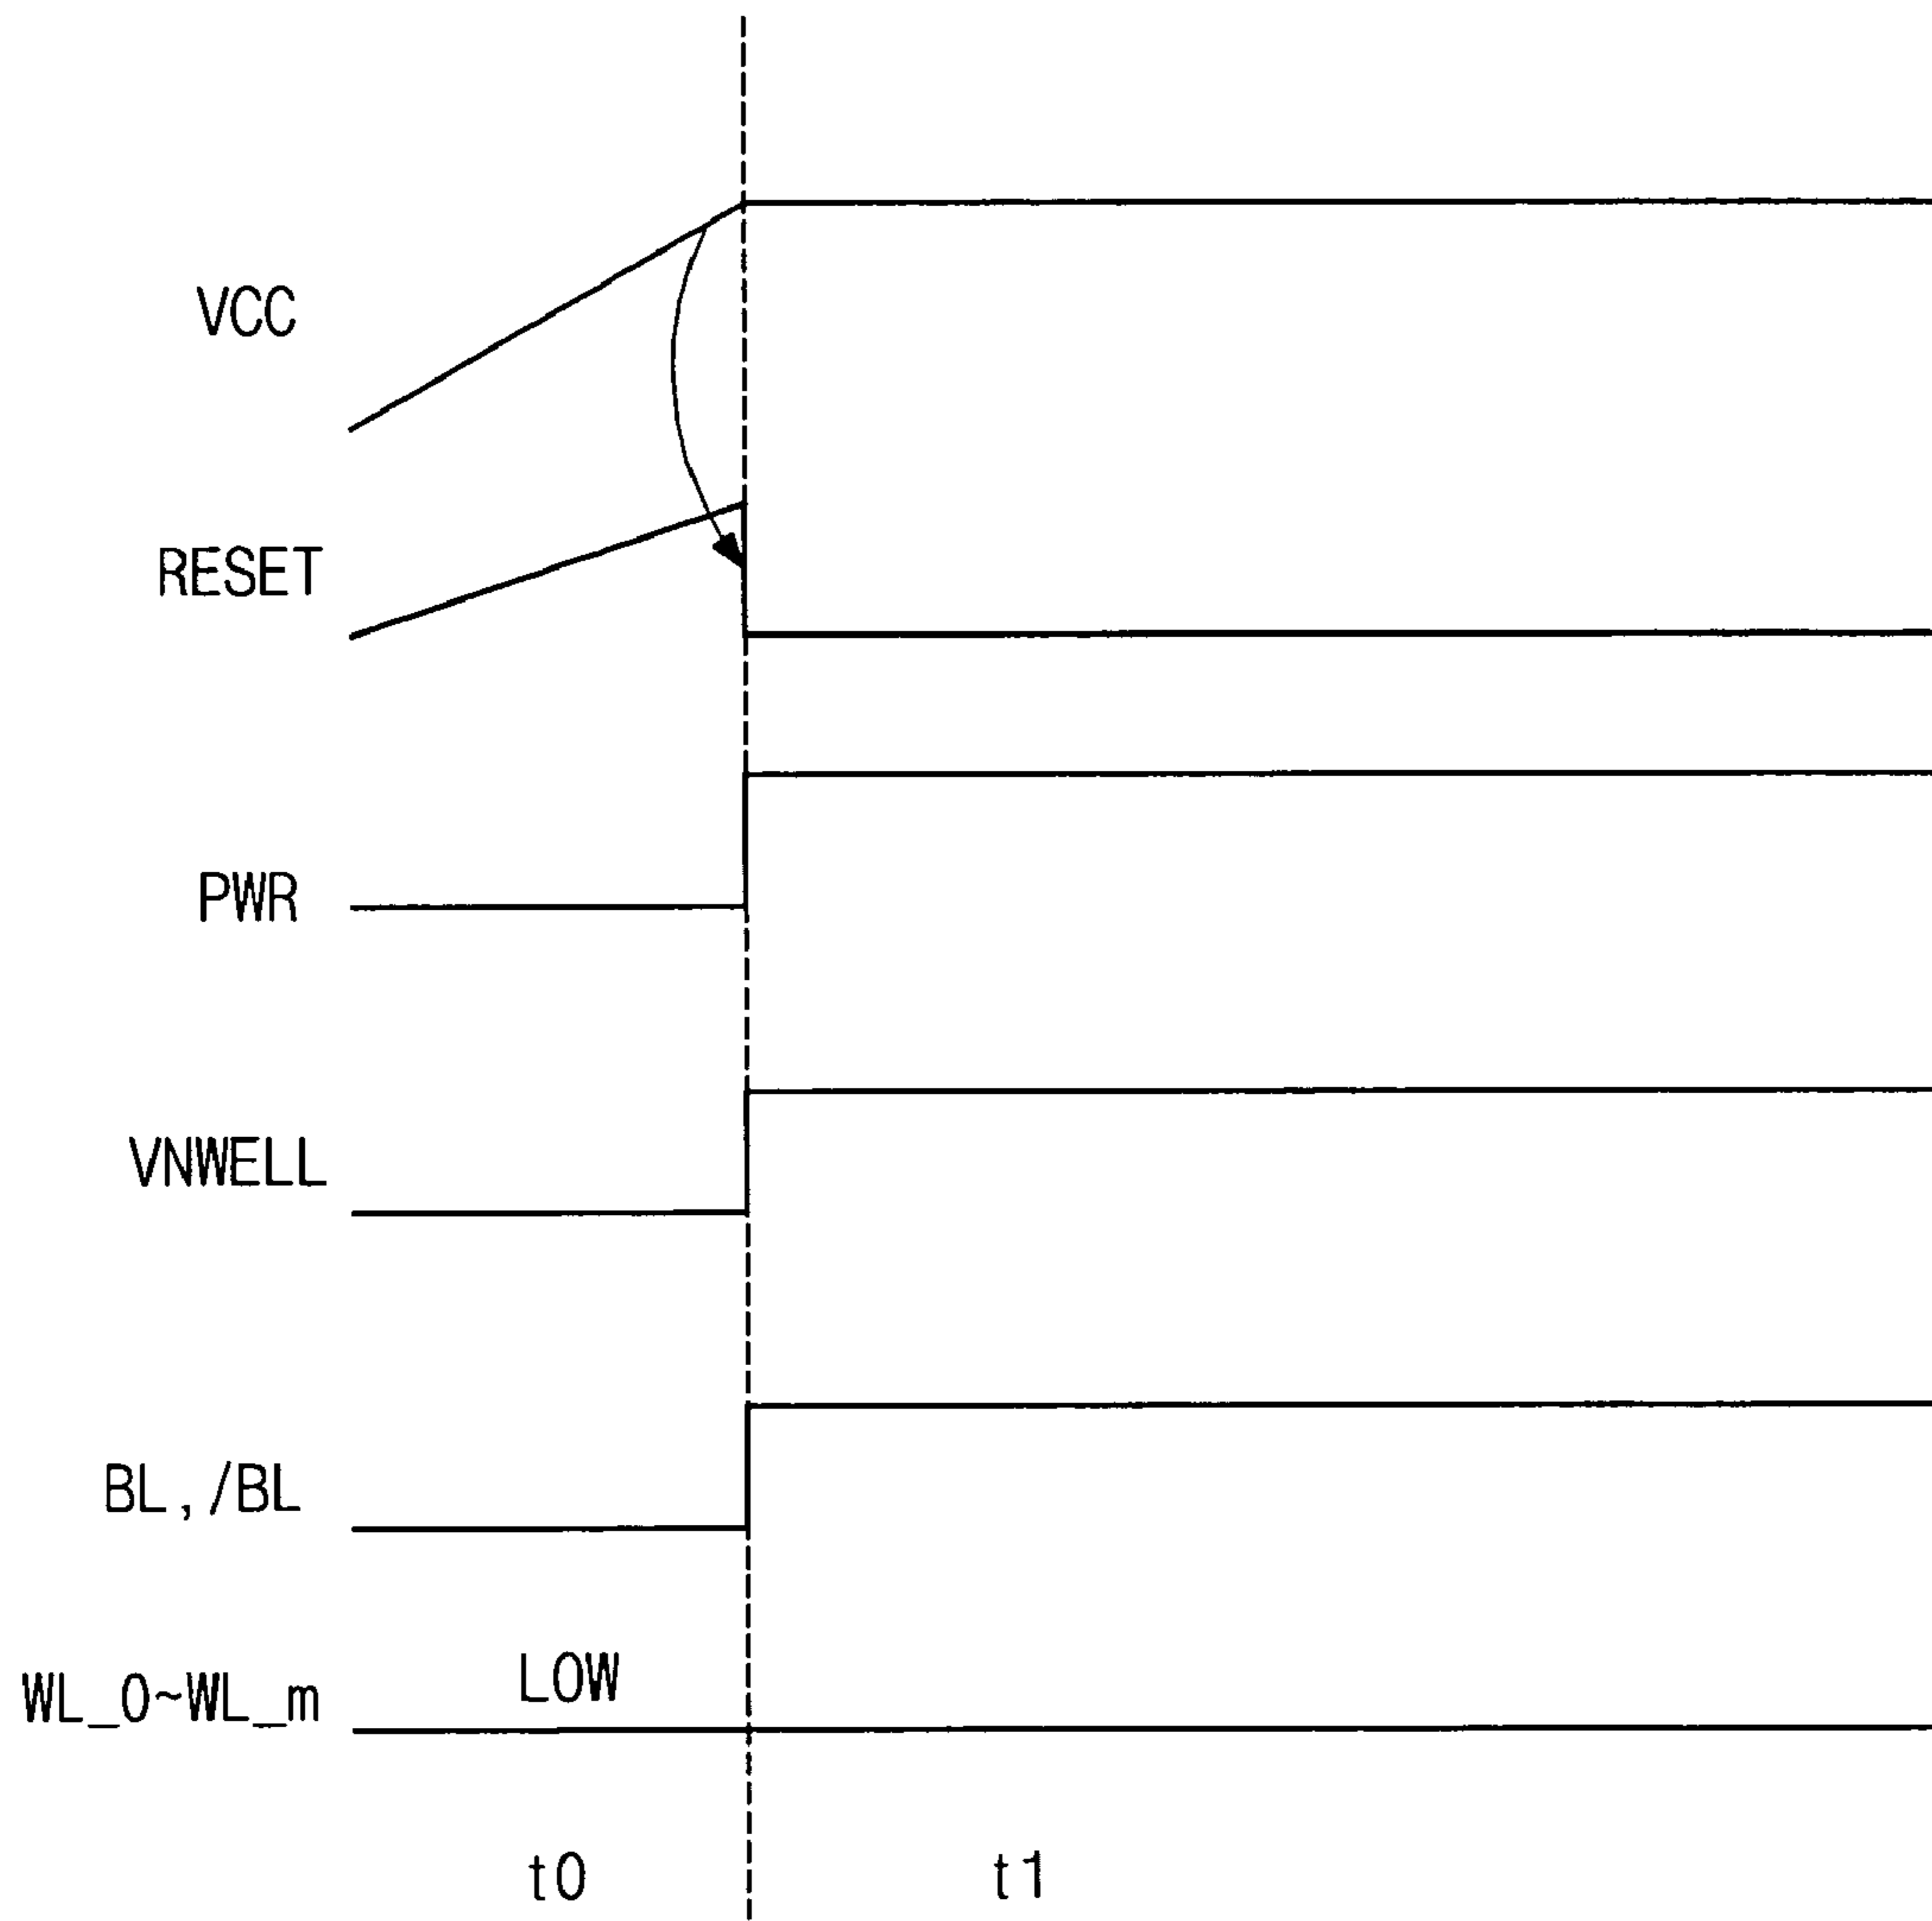 VCC
RESET
PWR
VNWELL
BL,/BL
LOW
WL_0~WL_m
t0 t1